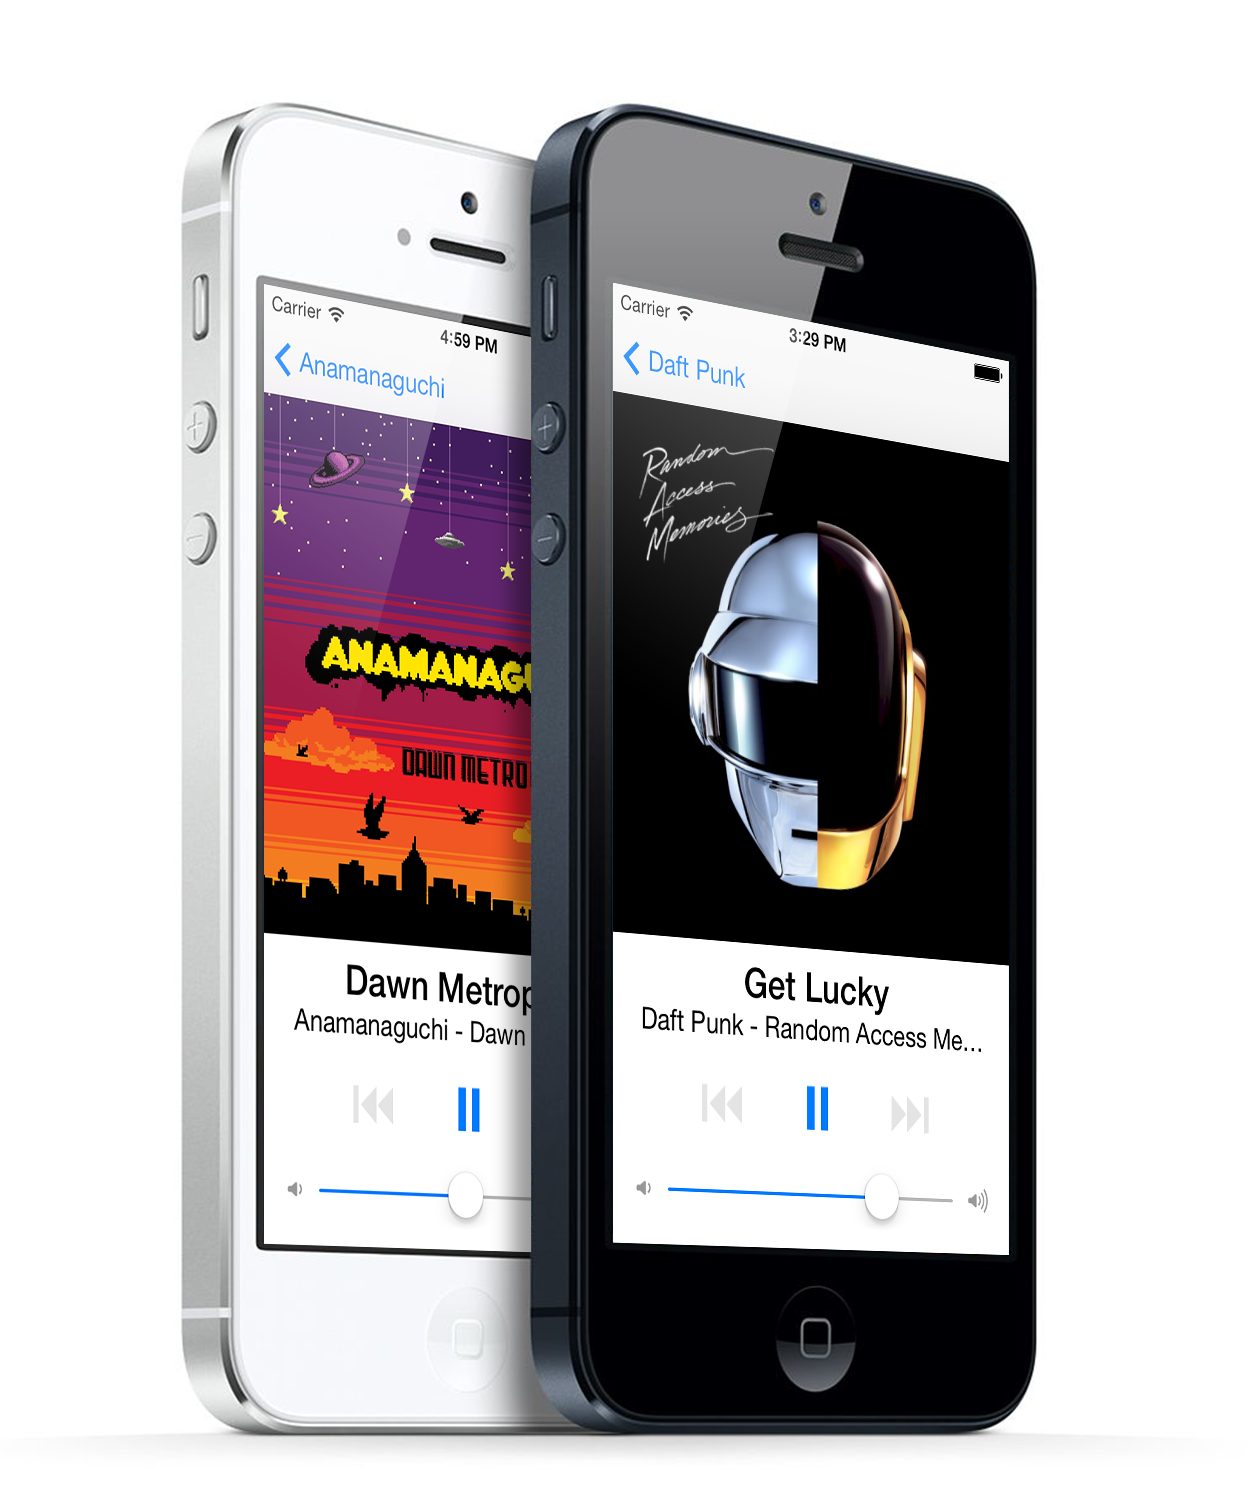 Carrier
4:59 PM
Anamanaguchi
ANAMANAGU
DAWN METRO
Dawn Metrop
Anamanaguchi - Dawn
Carrier
3:29 PM
Daft Punk
Random
Access
Memories
Get Lucky
Daft Punk - Random Access Me...